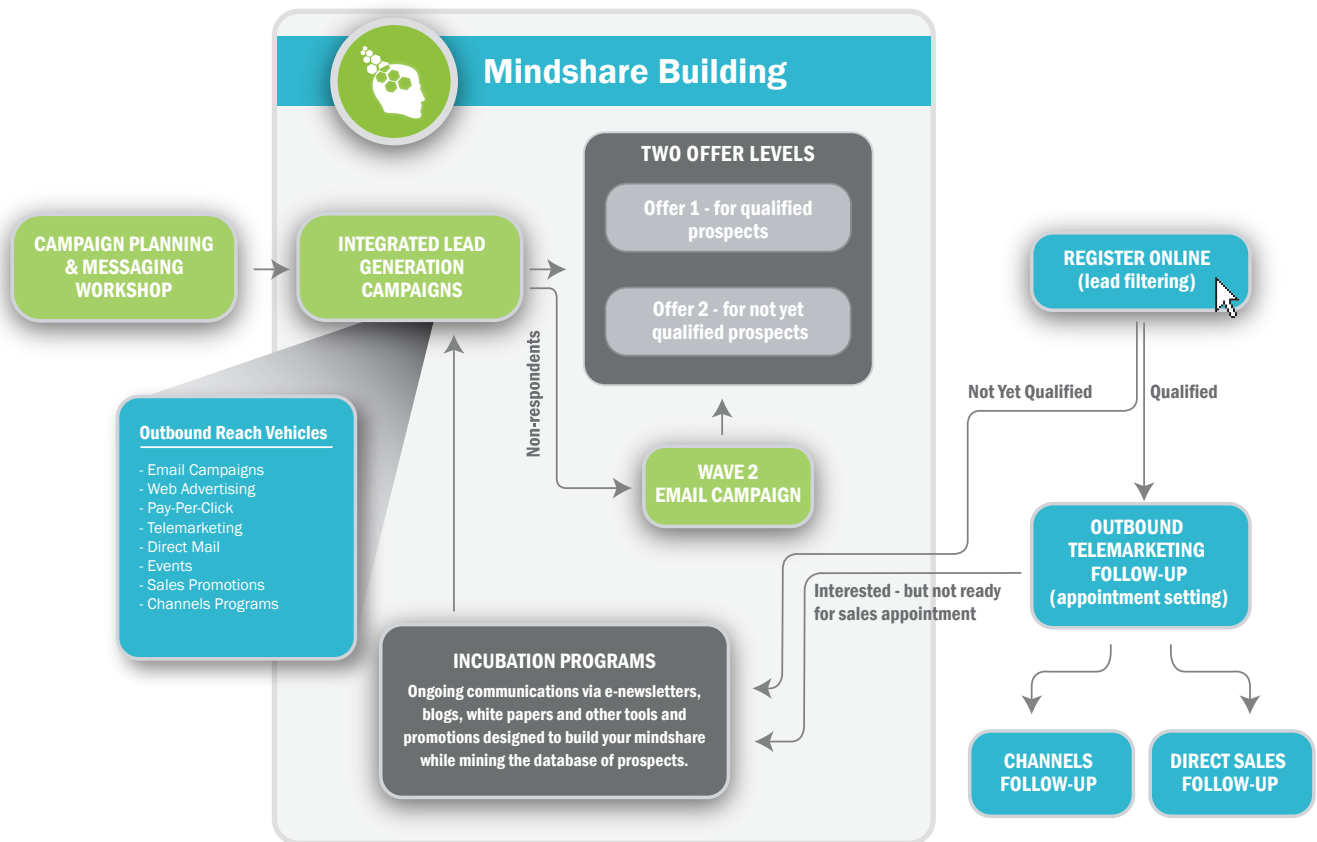 Mindshare Building
TWO OFFER LEVELS
Offer 1 - for qualified
prospects
Offer 2 - for not yet
qualified prospects
CAMPAIGN PLANNING
& MESSAGING
WORKSHOP
INTEGRATED LEAD
GENERATION
CAMPAIGNS
REGISTER ONLINE
(lead filtering)
Non-respondents
Not Yet Qualified
Qualified
Outbound Reach Vehicles
- Email Campaigns
- Web Advertising
- Pay-Per-Click
- Telemarketing
- Direct Mail
- Events
- Sales Promotions
- Channels Programs
WAVE 2
EMAIL CAMPAIGN
OUTBOUND
TELEMARKETING
FOLLOW-UP
(appointment setting)
Interested - but not ready
for sales appointment
INCUBATION PROGRAMS
Ongoing communications via e-newsletters,
blogs, white papers and other tools and
promotions designed to build your mindshare
while mining the database of prospects.
CHANNELS
FOLLOW-UP
DIRECT SALES
FOLLOW-UP